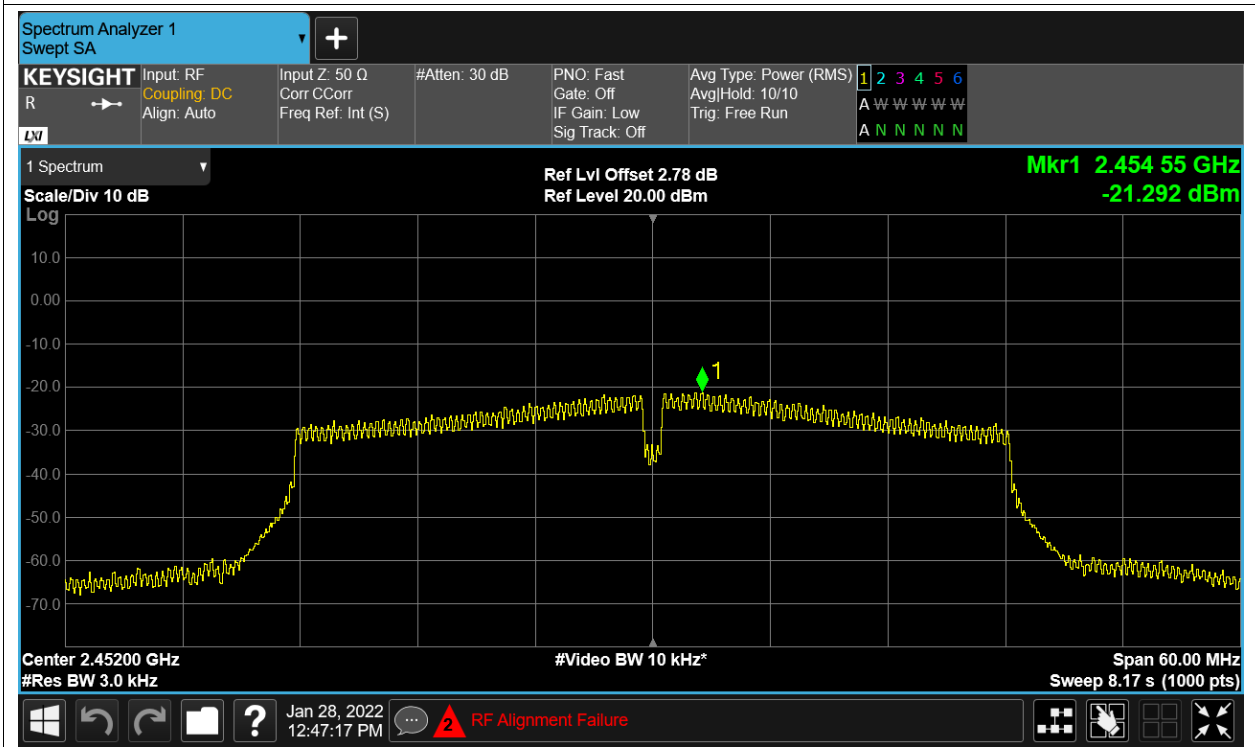 Spectrum Analyzer 1
Swept SA
KEYSIGHT
R
LXI
Input: RF
Coupling: DC
Align: Auto
Input Z: 50 Ω
Corr CCorr
Freq Ref: Int (S)
#Atten: 30 dB
PNO: Fast
Gate: Off
IF Gain: Low
Sig Track: Off
Avg Type: Power (RMS)
Avg|Hold: 10/10
Trig: Free Run
1 2 3 4 5 6
A W W W W W
A N N N N N
1 Spectrum
Scale/Div 10 dB
Ref Lvl Offset 2.78 dB
Ref Level 20.00 dBm
Mkr1 2.454 55 GHz
-21.292 dBm
Log
10.0
0.00
-10.0
-20.0
-30.0
-40.0
-50.0
-60.0
-70.0
1
Center 2.45200 GHz
#Res BW 3.0 kHz
#Video BW 10 kHz*
Span 60.00 MHz
Sweep 8.17 s (1000 pts)
?
Jan 28, 2022
12:47:17 PM
2
RF Alignment Failure